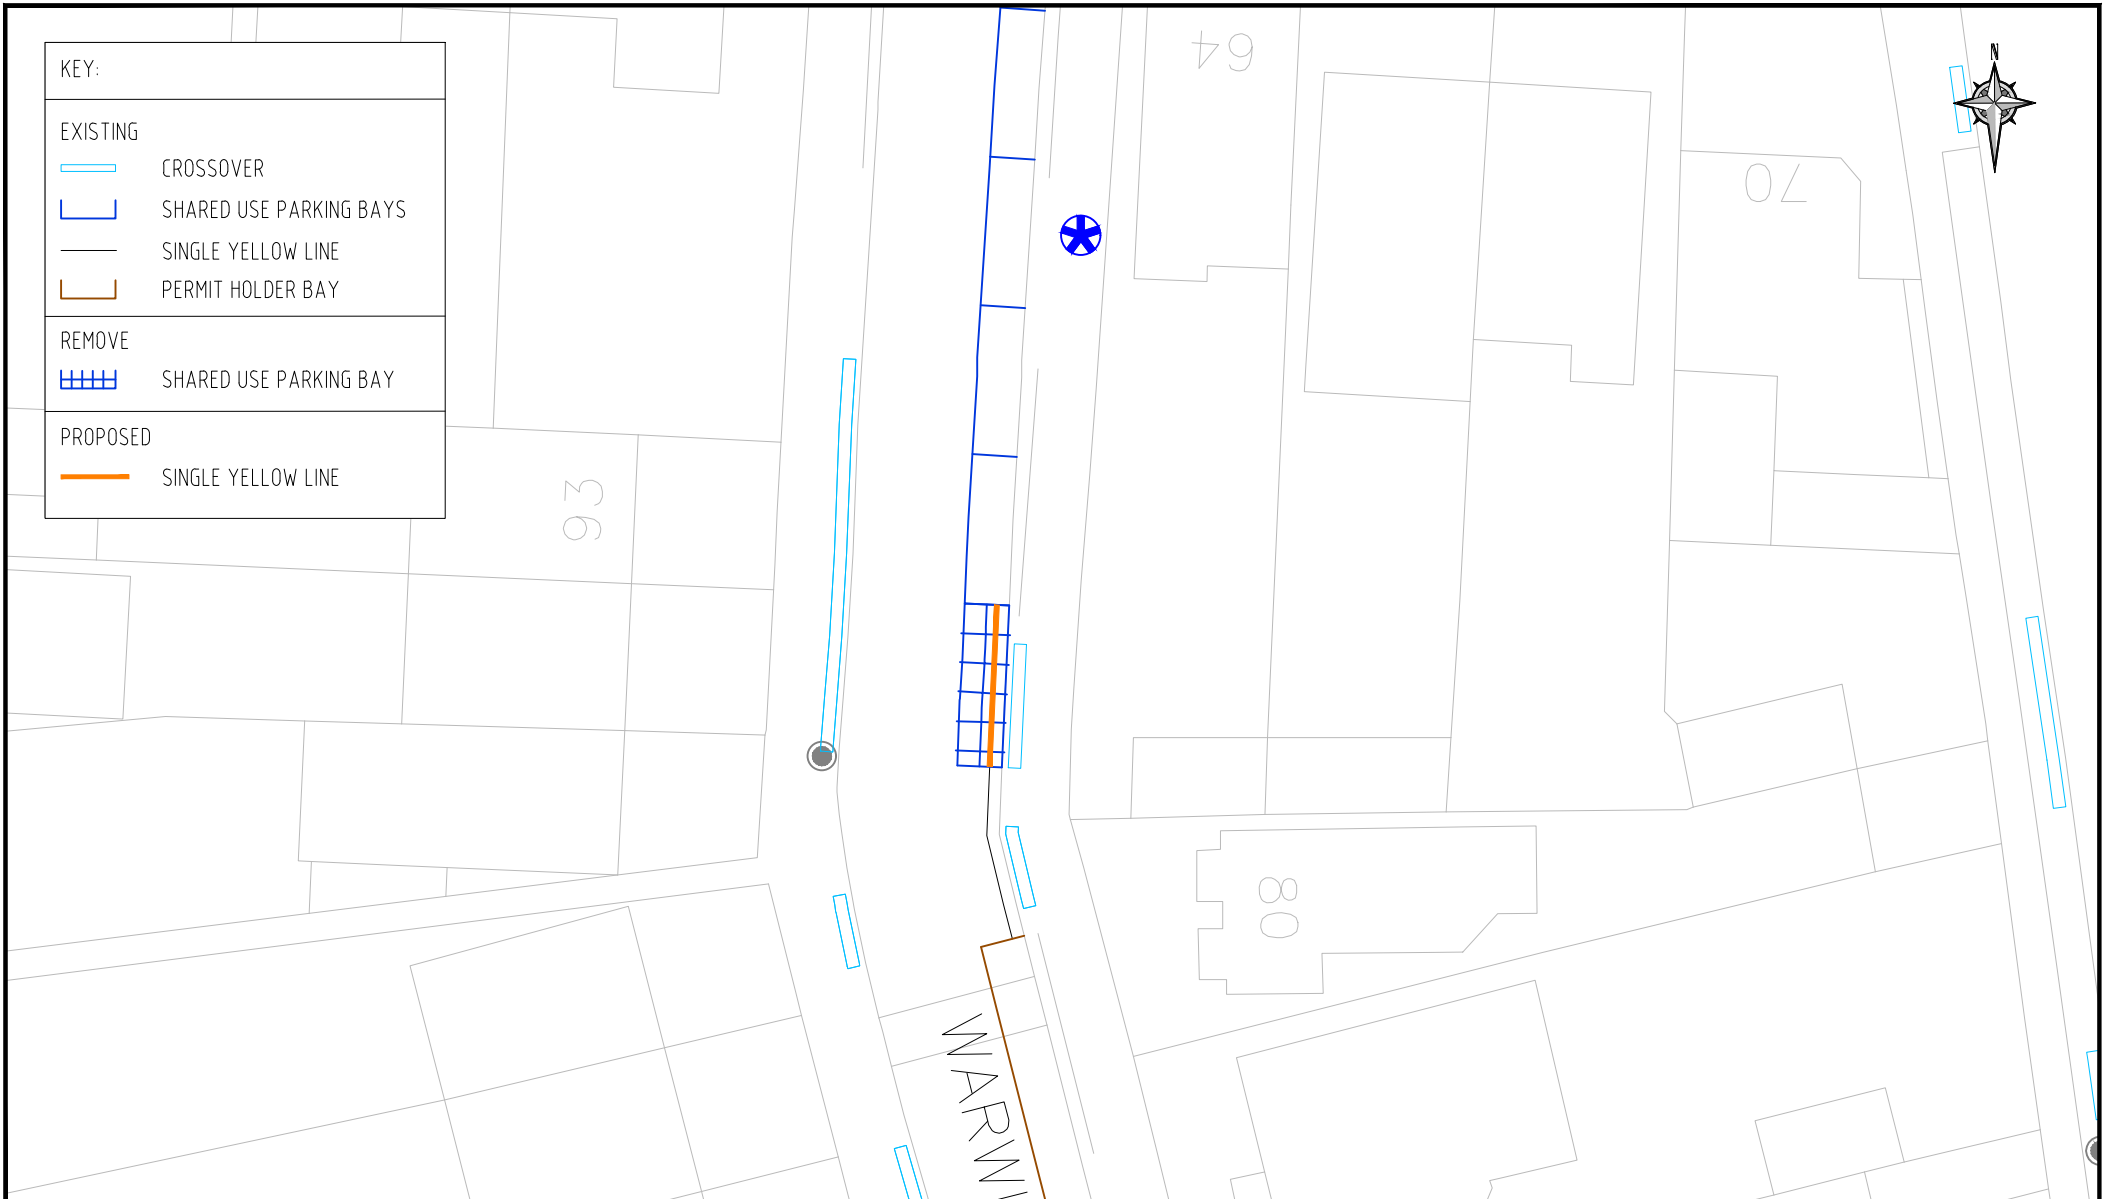 KEY:
EXISTING
CROSSOVER
SHARED USE PARKING BAYS
SINGLE YELLOW LINE
PERMIT HOLDER BAY
REMOVE
SHARED USE PARKING BAY
PROPOSED
SINGLE YELLOW LINE
N
64
70
93
80
WARWI